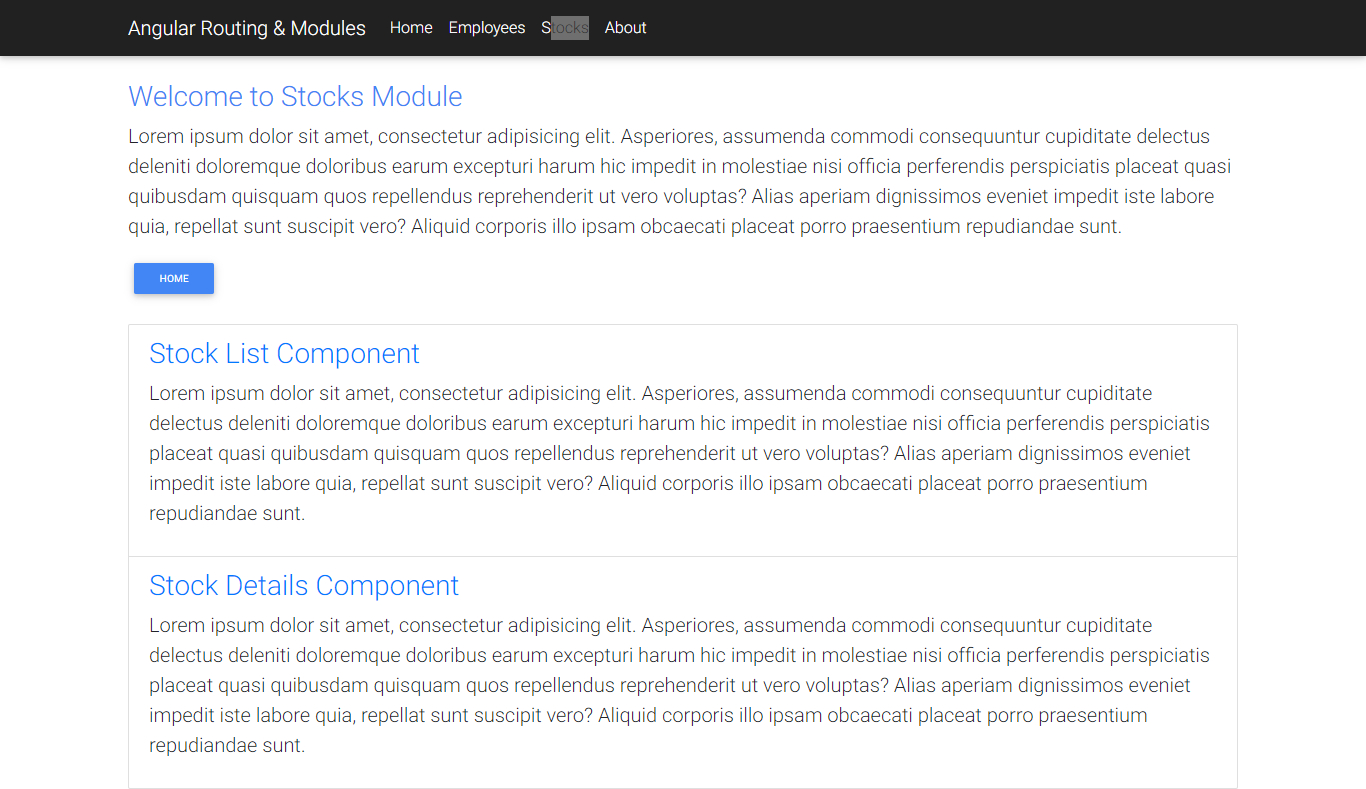 Angular Routing & Modules Home Employees Stocks About
Welcome to Stocks Module
Lorem ipsum dolor sit amet, consectetur adipisicing elit. Asperiores, assumenda commodi consequuntur cupiditate delectus
deleniti doloremque doloribus earum excepturi harum hic impedit in molestiae nisi officia perferendis perspiciatis placeat quasi
quibusdam quisquam quos repellendus reprehenderit ut vero voluptas? Alias aperiam dignissimos eveniet impedit iste labore
quia, repellat sunt suscipit vero? Aliquid corporis illo ipsam obcaecati placeat porro praesentium repudiandae sunt.
HOME
Stock List Component
Lorem ipsum dolor sit amet, consectetur adipisicing elit. Asperiores, assumenda commodi consequuntur cupiditate
delectus deleniti doloremque doloribus earum excepturi harum hic impedit in molestiae nisi officia perferendis perspiciatis
placeat quasi quibusdam quisquam quos repellendus reprehenderit ut vero voluptas? Alias aperiam dignissimos eveniet
impedit iste labore quia, repellat sunt suscipit vero? Aliquid corporis illo ipsam obcaecati placeat porro praesentium
repudiandae sunt.
Stock Details Component
Lorem ipsum dolor sit amet, consectetur adipisicing elit. Asperiores, assumenda commodi consequuntur cupiditate
delectus deleniti doloremque doloribus earum excepturi harum hic impedit in molestiae nisi officia perferendis perspiciatis
placeat quasi quibusdam quisquam quos repellendus reprehenderit ut vero voluptas? Alias aperiam dignissimos eveniet
impedit iste labore quia, repellat sunt suscipit vero? Aliquid corporis illo ipsam obcaecati placeat porro praesentium
repudiandae sunt.